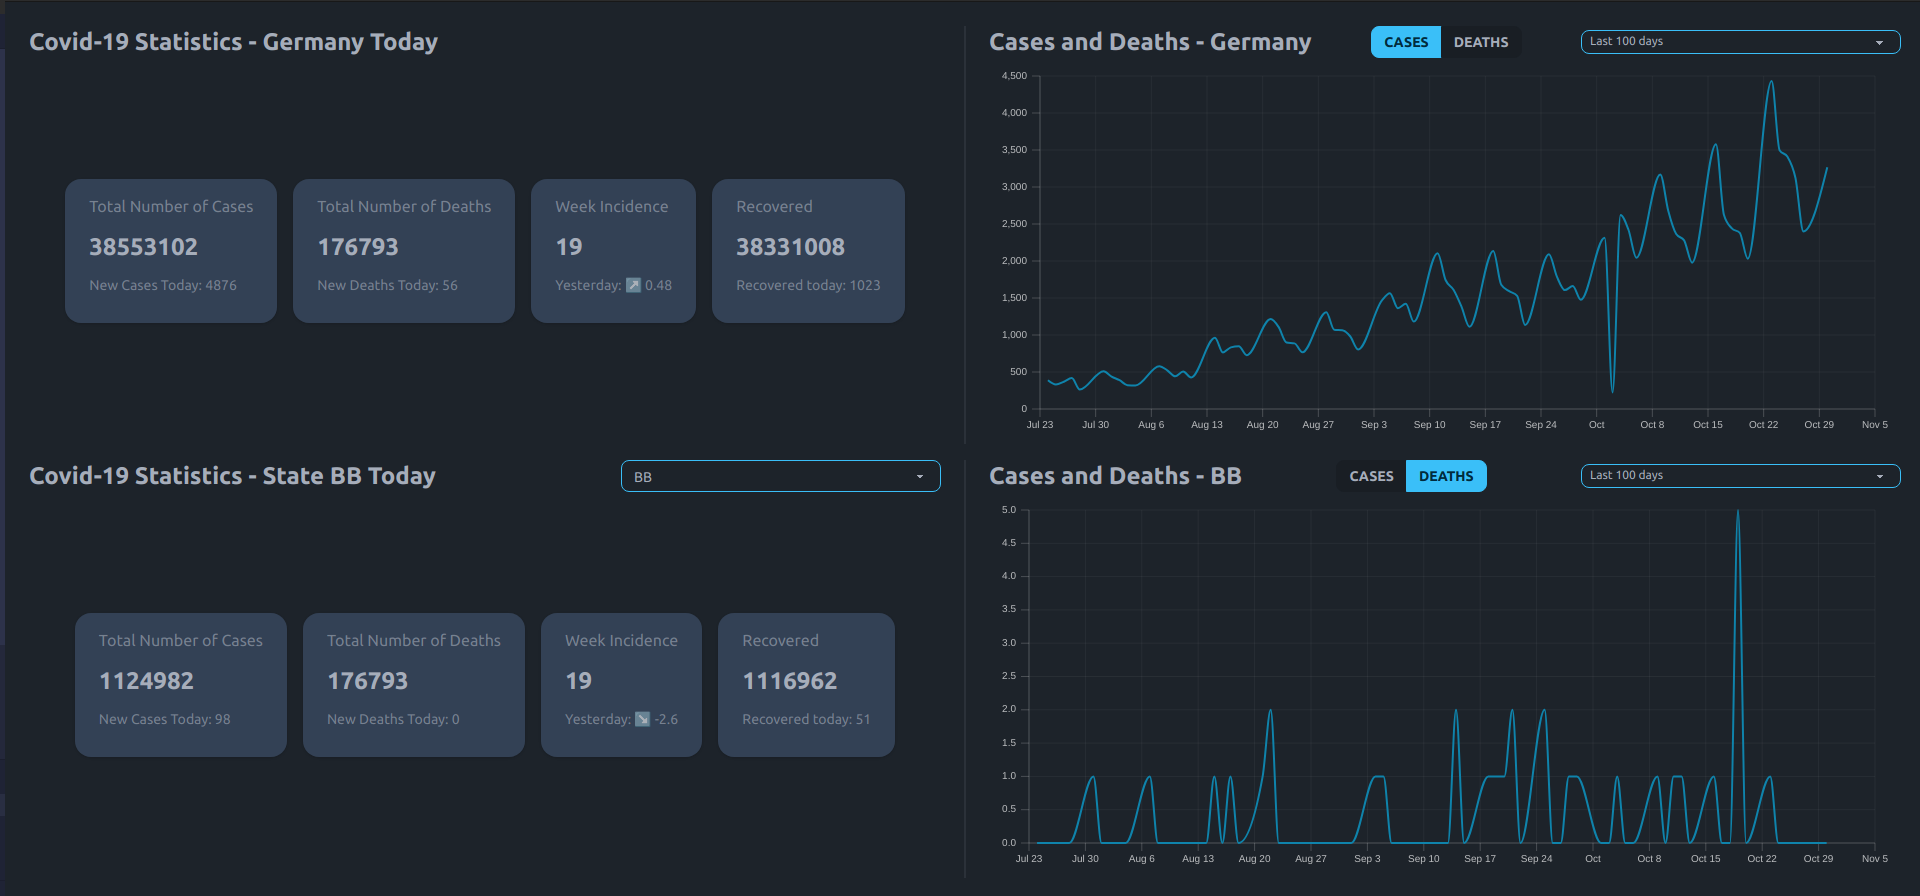 Covid-19 Statistics - Germany Today
Total Number of Cases
38553102
New Cases Today: 4876
Total Number of Deaths
176793
New Deaths Today: 56
Week Incidence
19
Yesterday: ↗ 0.48
Recovered
38331008
Recovered today: 1023
Cases and Deaths - Germany
CASES DEATHS
Last 100 days
4,500
4,000
3,500
3,000
2,500
2,000
1,500
1,000
500
0
Jul 23 Jul 30 Aug 6 Aug 13 Aug 20 Aug 27 Sep 3 Sep 10 Sep 17 Sep 24 Oct Oct 8 Oct 15 Oct 22 Oct 29 Nov 5
Covid-19 Statistics - State BB Today
BB
Total Number of Cases
1124982
New Cases Today: 98
Total Number of Deaths
176793
New Deaths Today: 0
Week Incidence
19
Yesterday: ↘ -2.6
Recovered
1116962
Recovered today: 51
Cases and Deaths - BB
CASES DEATHS
Last 100 days
5.0
4.5
4.0
3.5
3.0
2.5
2.0
1.5
1.0
0.5
0.0
Jul 23 Jul 30 Aug 6 Aug 13 Aug 20 Aug 27 Sep 3 Sep 10 Sep 17 Sep 24 Oct Oct 8 Oct 15 Oct 22 Oct 29 Nov 5